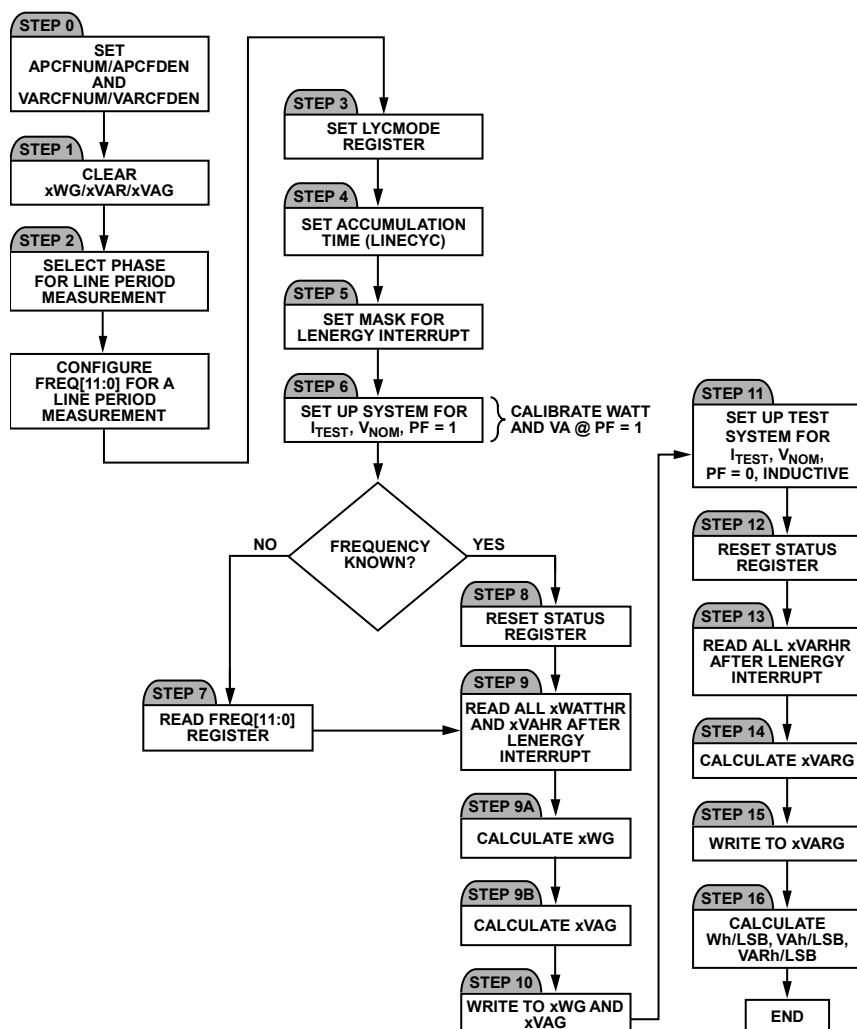 STEP 0
SET
APCFNUM/APCFDEN
AND
VARCFNUM/VARCFDEN
STEP 1
CLEAR
xWG/xVAR/xVAG
STEP 2
SELECT PHASE
FOR LINE PERIOD
MEASUREMENT
CONFIGURE
FREQ[11:0] FOR A
LINE PERIOD
MEASUREMENT
STEP 3
SET LYCMODE
REGISTER
STEP 4
SET ACCUMULATION
TIME (LINECYC)
STEP 5
SET MASK FOR
LENERGY INTERRUPT
STEP 6
SET UP SYSTEM FOR
ITEST, VNOM, PF = 1
CALIBRATE WATT
AND VA @ PF = 1
FREQUENCY
KNOWN?
NO
YES
STEP 7
READ FREQ[11:0]
REGISTER
STEP 8
RESET STATUS
REGISTER
STEP 9
READ ALL xWATTHR
AND xVAHR AFTER
LENERGY
INTERRUPT
STEP 9A
CALCULATE xWG
STEP 9B
CALCULATE xVAG
STEP 10
WRITE TO xWG AND
xVAG
STEP 11
SET UP TEST
SYSTEM FOR
ITEST, VNOM,
PF = 0, INDUCTIVE
STEP 12
RESET STATUS
REGISTER
STEP 13
READ ALL xVARHR
AFTER LENERGY
INTERRUPT
STEP 14
CALCULATE xVARG
STEP 15
WRITE TO xVARG
STEP 16
CALCULATE
Wh/LSB, VAh/LSB,
VARh/LSB
END